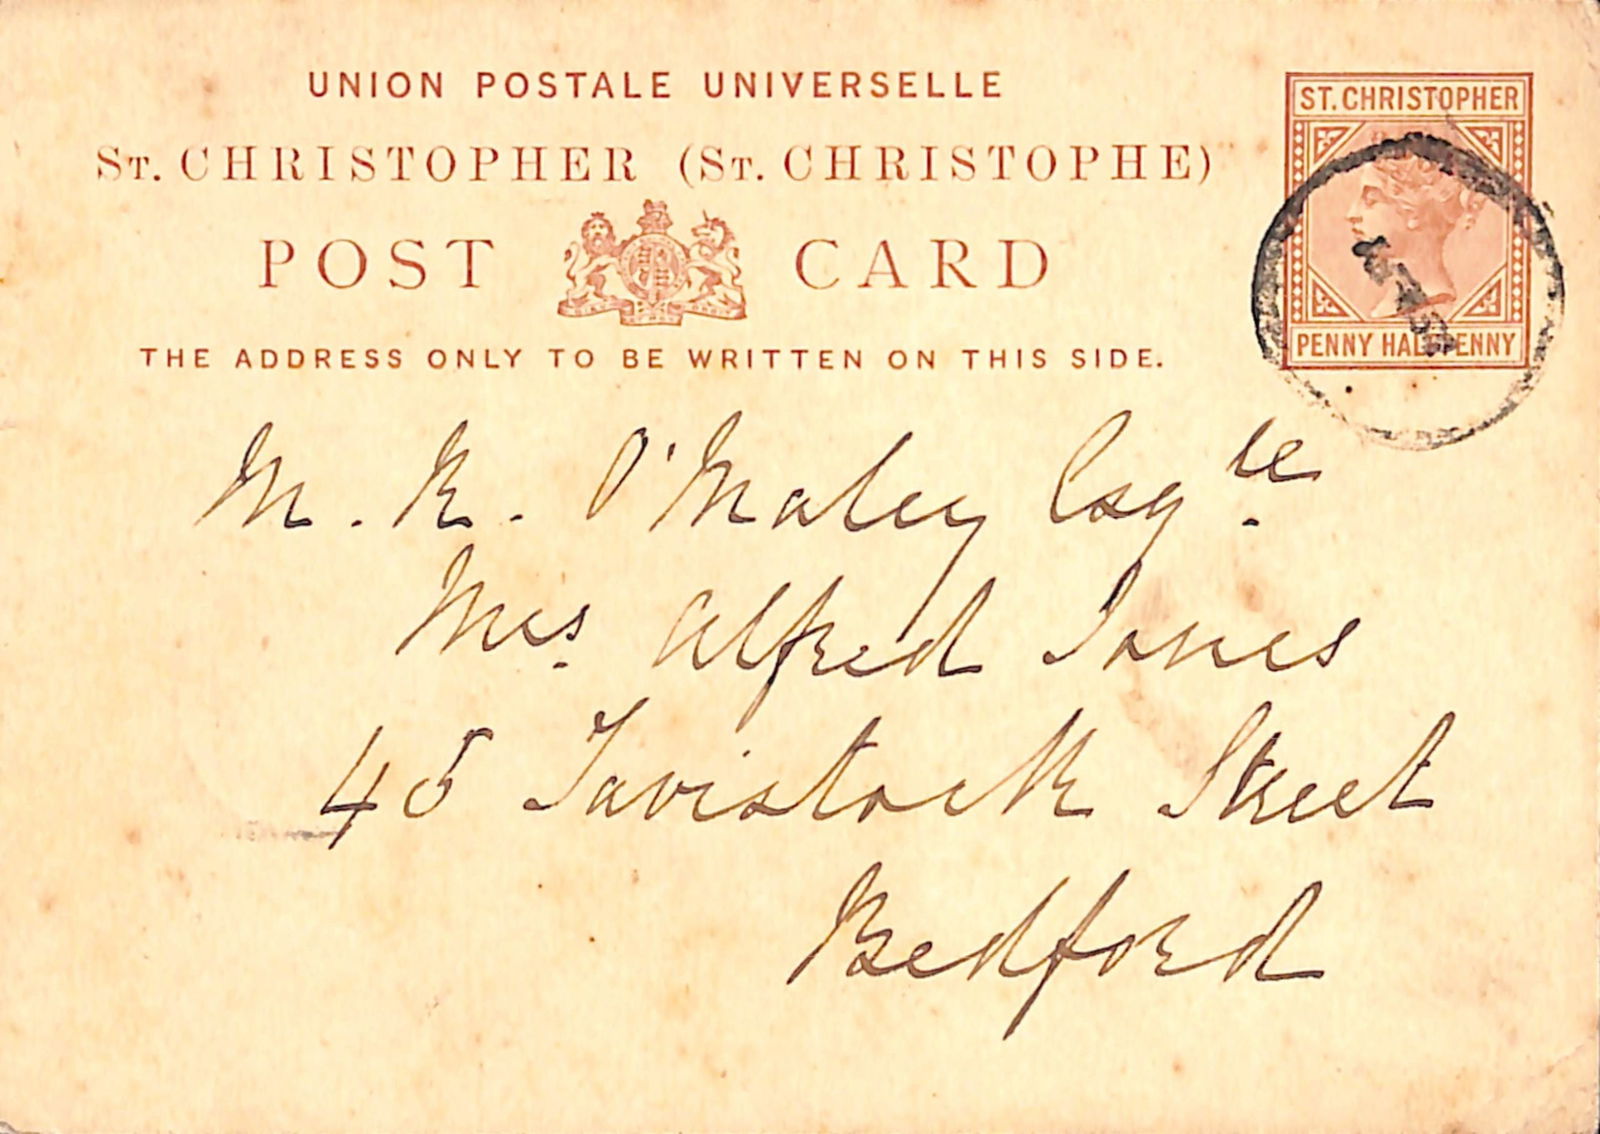 UNION POSTALE UNIVERSELLE
ST. CHRISTOPHER (ST. CHRISTOPHE)
POST CARD
THE ADDRESS ONLY TO BE WRITTEN ON THIS SIDE.
ST. CHRISTOPHER
PENNY HALFPENNY
M. K. O'Maley Esqre
Mrs. Alfred Jones
45 Tavistock Street
Bedford